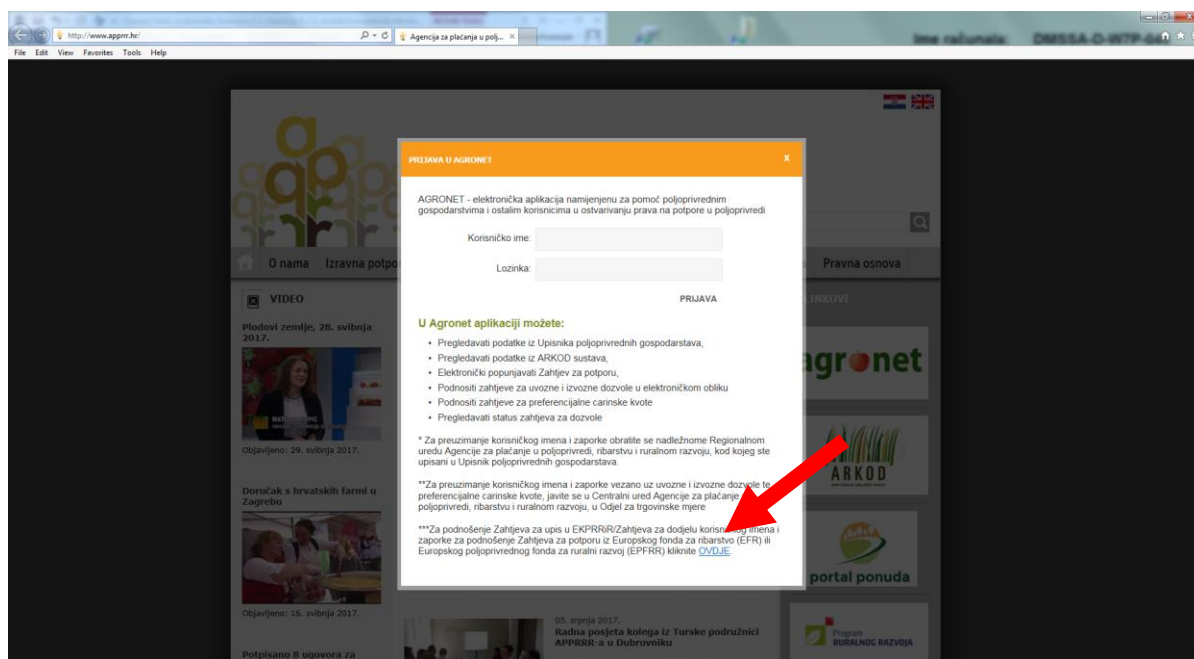 http://www.apprrr.hr/
Agencija za plaćanja u polj...
Ime računala:
File Edit View Favorites Tools Help
PRIJAVA U AGRONET
x
AGRONET - elektronička aplikacija namijenjenu za pomoć poljoprivrednim
gospodarstvima i ostalim korisnicima u ostvarivanju prava na potpore u poljoprivredi
Korisničko ime:
Lozinka:
PRIJAVA
O nama Izravna potpo
Pravna osnova
VIDEO
LINKOVI
Plodovi zemlje, 28. svibnja
2017.
Objavljeno: 29. svibnja 2017.
Doručak s hrvatskih farmi u
Zagrebu
Objavljeno: 16. svibnja 2017.
Potpisano 8 ugovora za
U Agronet aplikaciji možete:
• Pregledavati podatke iz Upisnika poljoprivrednih gospodarstava,
• Pregledavati podatke iz ARKOD sustava,
• Elektronički popunjavati Zahtjev za potporu,
• Podnositi zahtjeve za uvozne i izvozne dozvole u elektroničkom obliku
• Podnositi zahtjeve za preferencijalne carinske kvote
• Pregledavati status zahtjeva za dozvole
* Za preuzimanje korisničkog imena i zaporke obratite se nadležnome Regionalnom
uredu Agencije za plaćanje u poljoprivredi, ribarstvu i ruralnom razvoju, kod kojeg ste
upisani u Upisnik poljoprivrednih gospodarstava.
**Za preuzimanje korisničkog imena i zaporke vezano uz uvozne i izvozne dozvole te
preferencijalne carinske kvote, javite se u Centralni ured Agencije za plaćanje
poljoprivredi, ribarstvu i ruralnom razvoju, u Odjel za trgovinske mjere
***Za podnošenje Zahtjeva za upis u EKPRRiR/Zahtjeva za dodjelu korisničkog imena i
zaporke za podnošenje Zahtjeva za potporu iz Europskog fonda za ribarstvo (EFR) ili
Europskog poljoprivrednog fonda za ruralni razvoj (EPFRR) kliknite OVDJE.
05. srpnja 2017.
Radna posjeta kolega iz Turske podružnici
APPRRR-a u Dubrovniku
agronet
ARKOD
portal ponuda
Program
RURALNOG RAZVOJA